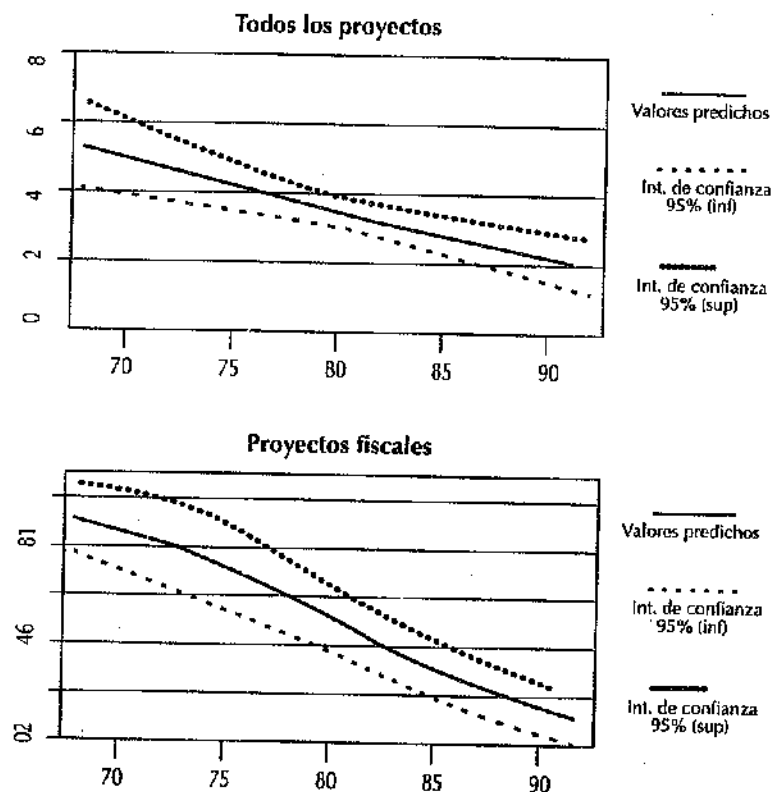 Todos los proyectos
8
6
4
2
0
70 75 80 85 90
Valores predichos
Int. de confianza
95% (inf)
Int. de confianza
95% (sup)
Proyectos fiscales
81
46
02
70 75 80 85 90
Valores predichos
Int. de confianza
95% (inf)
Int. de confianza
95% (sup)